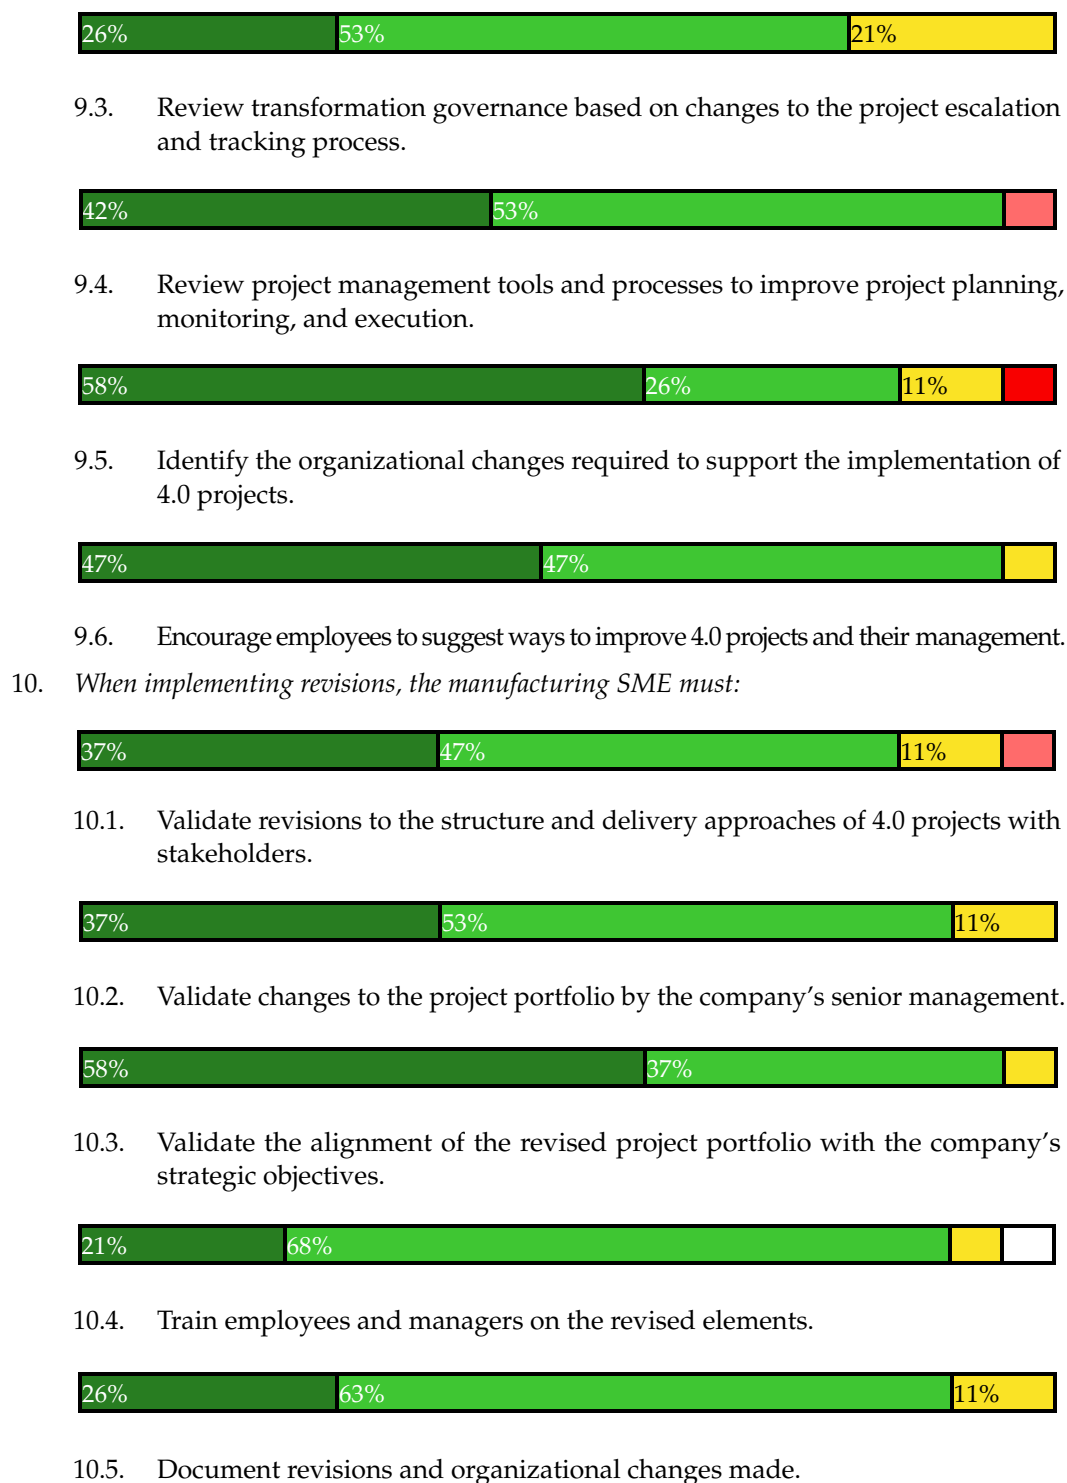 26% 53% 21%
9.3. Review transformation governance based on changes to the project escalation
and tracking process.
42% 53%
9.4. Review project management tools and processes to improve project planning,
monitoring, and execution.
58% 26% 11%
9.5. Identify the organizational changes required to support the implementation of
4.0 projects.
47% 47%
9.6. Encourage employees to suggest ways to improve 4.0 projects and their management.
10. When implementing revisions, the manufacturing SME must:
37% 47% 11%
10.1. Validate revisions to the structure and delivery approaches of 4.0 projects with
stakeholders.
37% 53% 11%
10.2. Validate changes to the project portfolio by the company’s senior management.
58% 37%
10.3. Validate the alignment of the revised project portfolio with the company’s
strategic objectives.
21% 68%
10.4. Train employees and managers on the revised elements.
26% 63% 11%
10.5. Document revisions and organizational changes made.